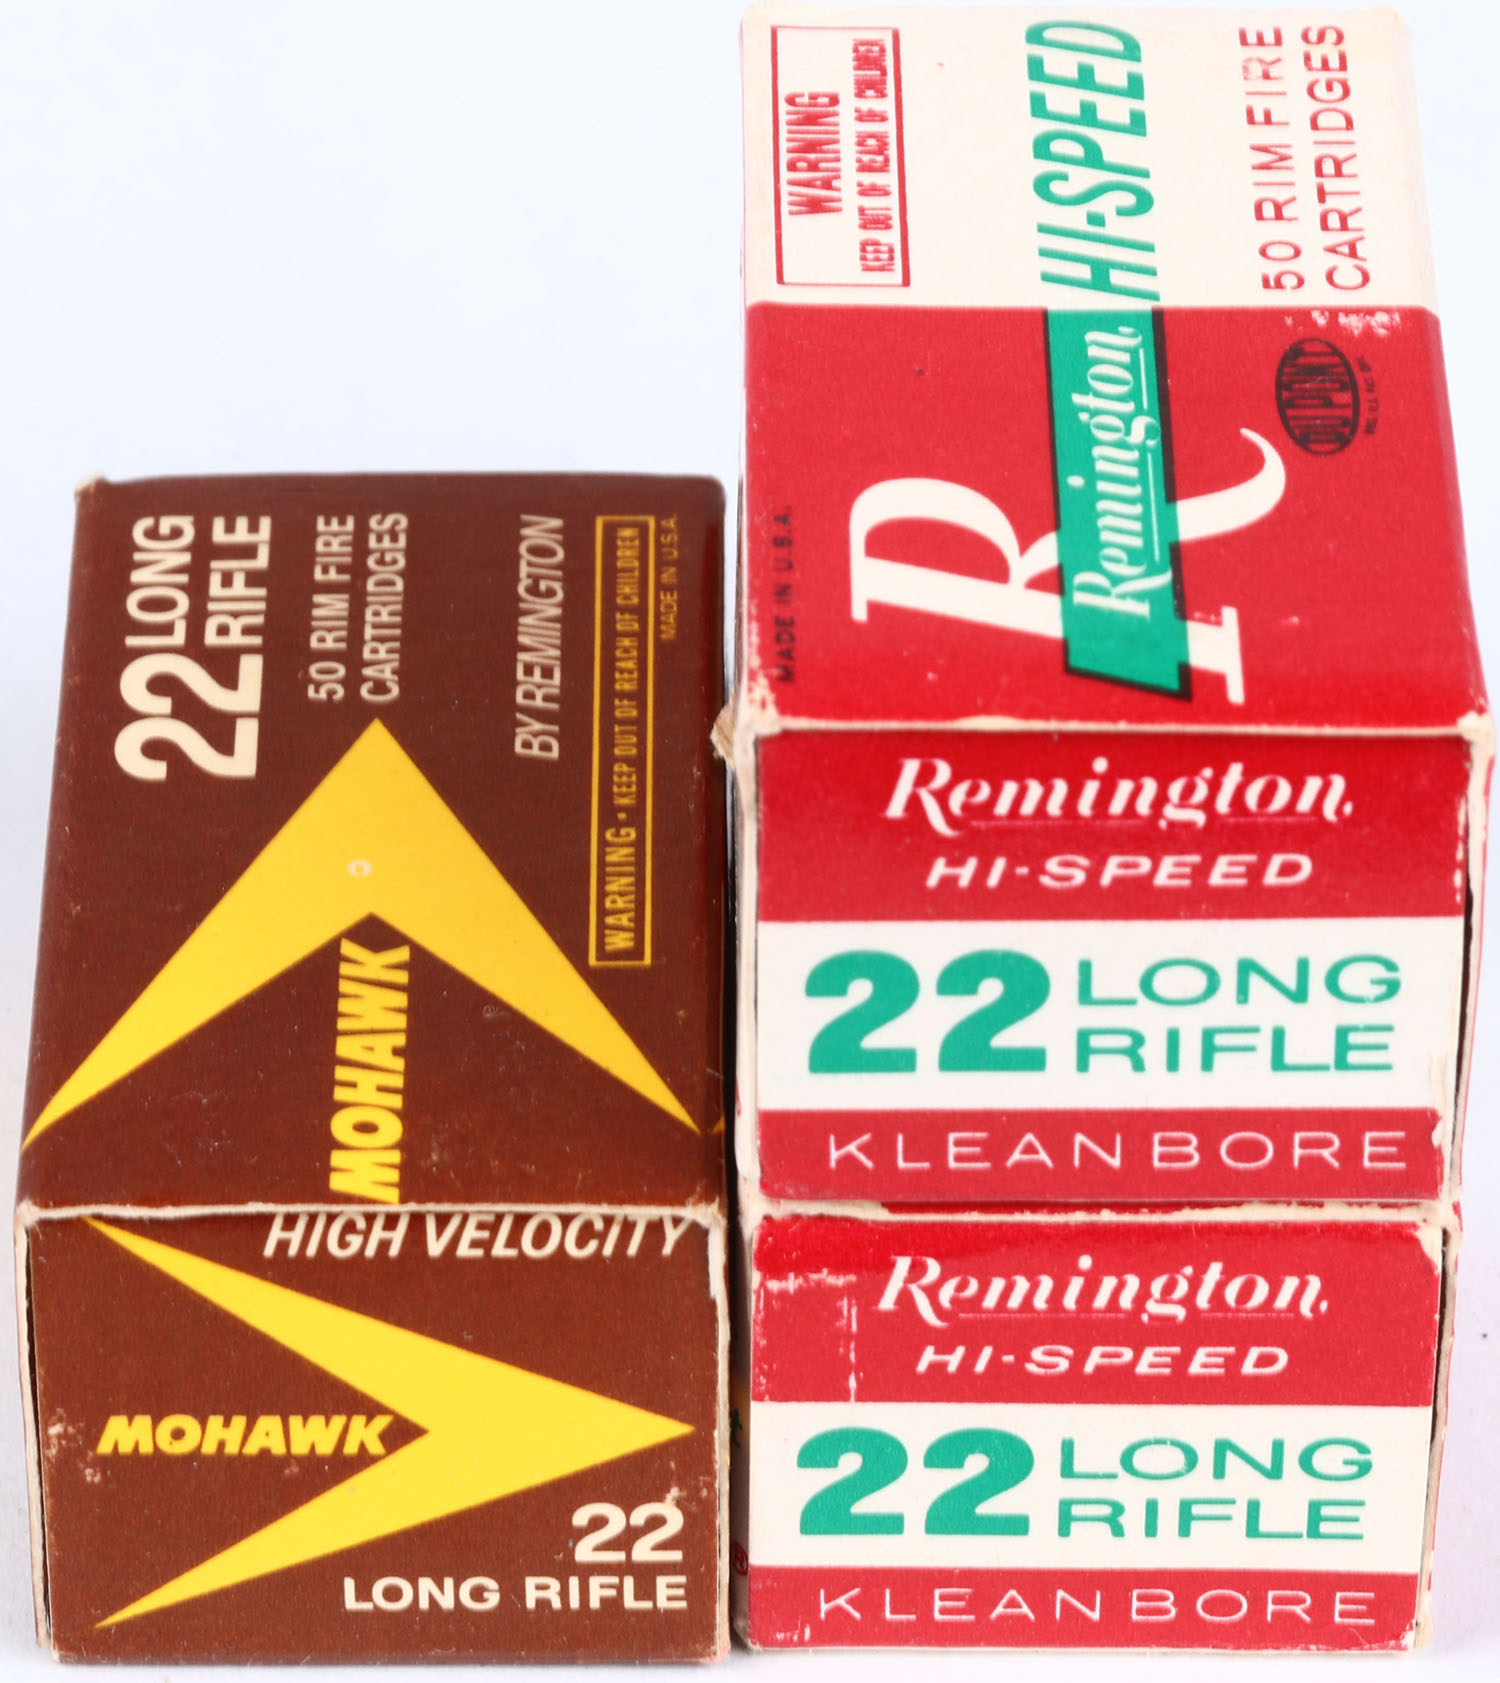 22 LONG
RIFLE
50 RIM FIRE
CARTRIDGES
BY REMINGTON
WARNING • KEEP OUT OF REACH OF CHILDREN
MADE IN U.S.A.
MOHAWK
HIGH VELOCITY
MOHAWK
22
LONG RIFLE
WARNING
KEEP OUT OF REACH OF CHILDREN
HI-SPEED
50 RIM FIRE
CARTRIDGES
MADE IN U.S.A.
R
Remington
DUPONT
Remington
HI-SPEED
22 LONG
RIFLE
KLEANBORE
Remington
HI-SPEED
22 LONG
RIFLE
KLEANBORE